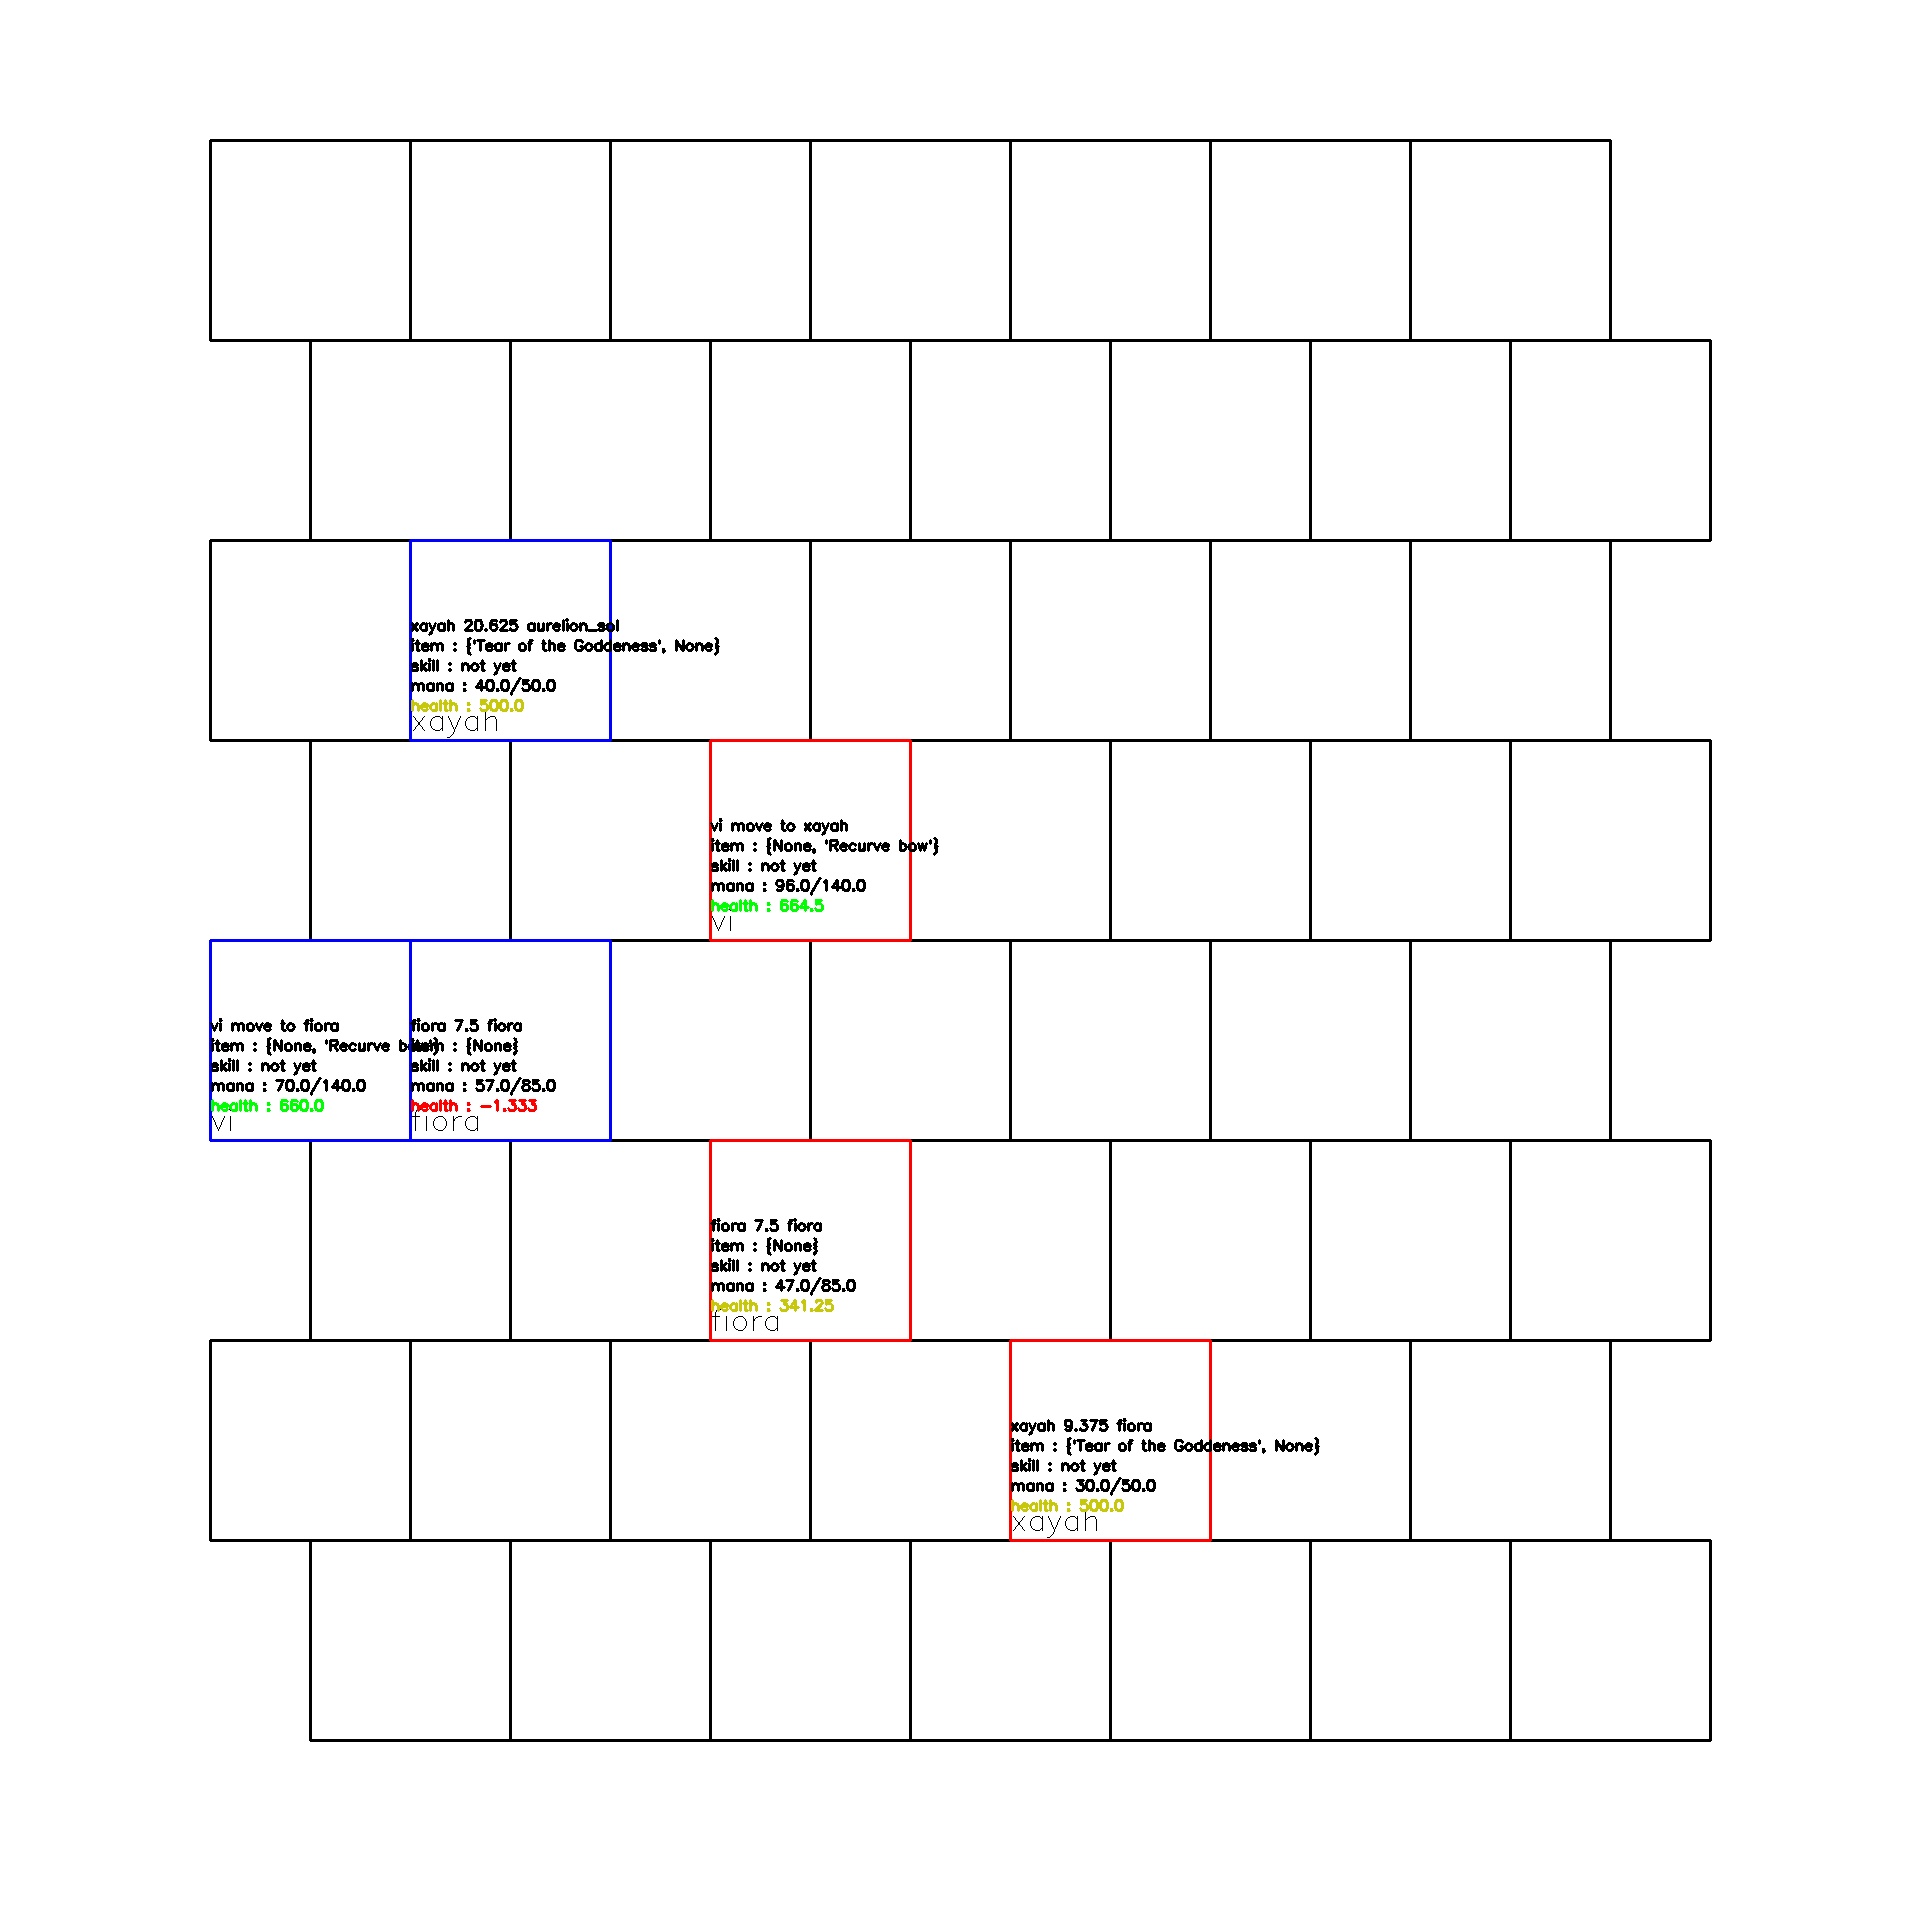 xayah 20.625 aurelion_sol
item : {'Tear of the Goddeness', None}
skill : not yet
mana : 40.0/50.0
health : 500.0
xayah
vi move to xayah
item : {None, 'Recurve bow'}
skill : not yet
mana : 96.0/140.0
health : 664.5
vi
vi move to fiora
item : {None, 'Recurve bow'}
skill : not yet
mana : 70.0/140.0
health : 660.0
vi
fiora 7.5 fiora
item : {None}
skill : not yet
mana : 57.0/85.0
health : -1.333
fiora
fiora 7.5 fiora
item : {None}
skill : not yet
mana : 47.0/85.0
health : 341.25
fiora
xayah 9.375 fiora
item : {'Tear of the Goddeness', None}
skill : not yet
mana : 30.0/50.0
health : 500.0
xayah